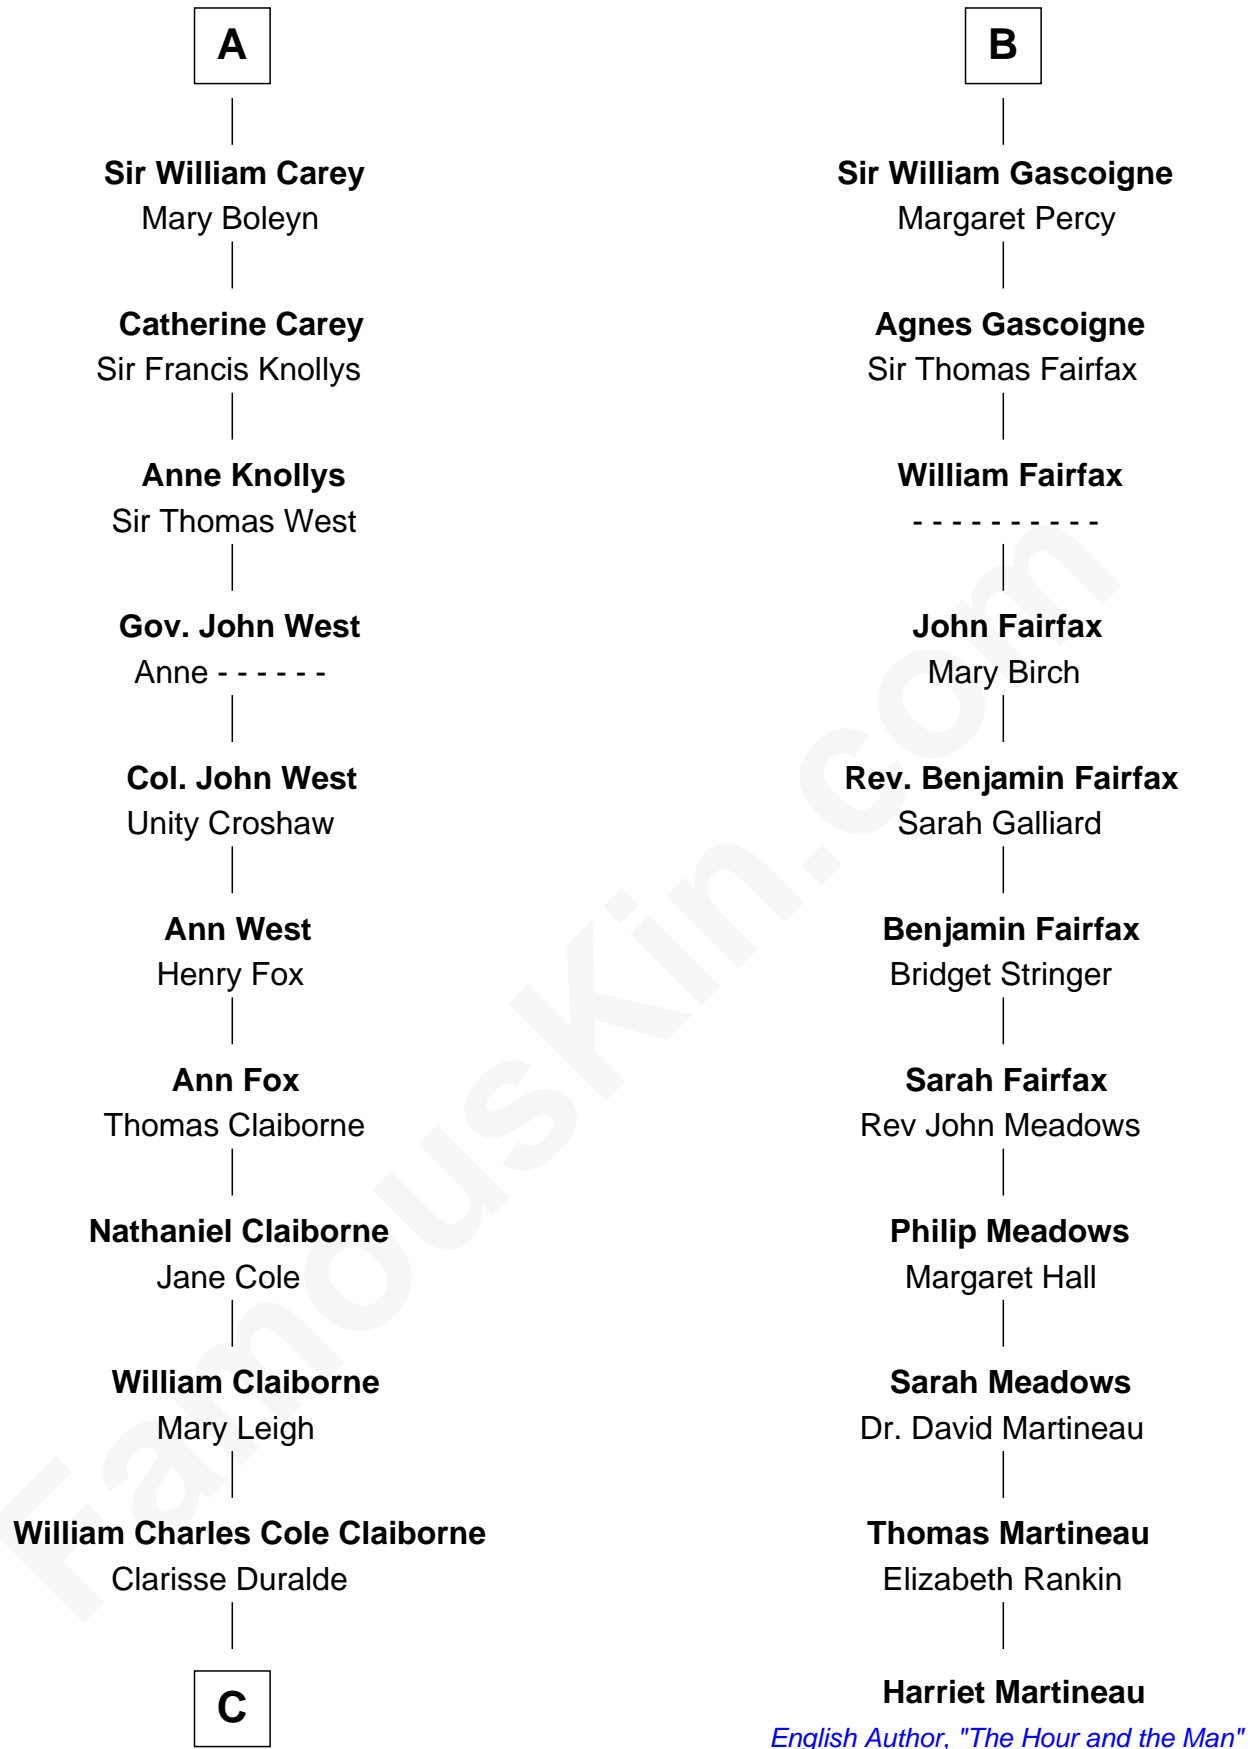 A
Sir William Carey
Mary Boleyn
Catherine Carey
Sir Francis Knollys
Anne Knollys
Sir Thomas West
Gov. John West
Anne - - - - - -
Col. John West
Unity Croshaw
Ann West
Henry Fox
Ann Fox
Thomas Claiborne
Nathaniel Claiborne
Jane Cole
William Claiborne
Mary Leigh
William Charles Cole Claiborne
Clarisse Duralde
C
B
Sir William Gascoigne
Margaret Percy
Agnes Gascoigne
Sir Thomas Fairfax
William Fairfax
- - - - - - - - - -
John Fairfax
Mary Birch
Rev. Benjamin Fairfax
Sarah Galliard
Benjamin Fairfax
Bridget Stringer
Sarah Fairfax
Rev John Meadows
Philip Meadows
Margaret Hall
Sarah Meadows
Dr. David Martineau
Thomas Martineau
Elizabeth Rankin
Harriet Martineau
English Author, "The Hour and the Man"
FamousKin.com